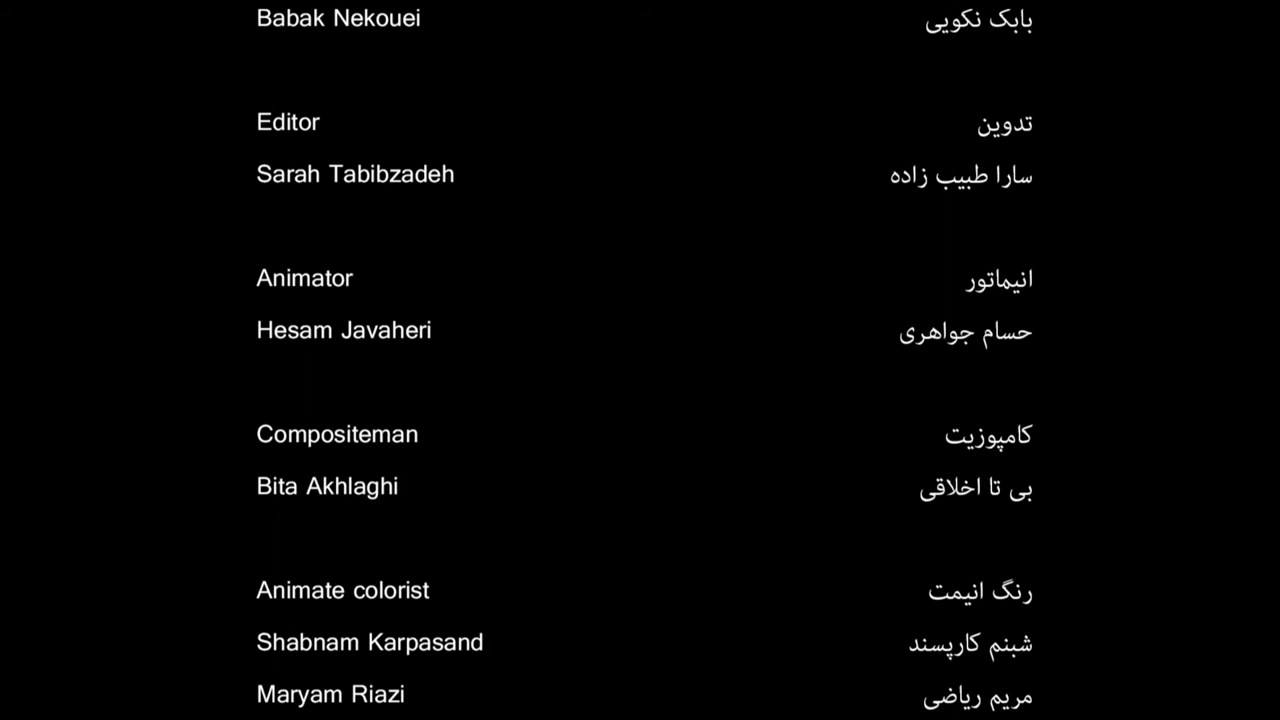 Babak Nekouei بابک نکویی
Editor تدوین
Sarah Tabibzadeh سارا طبیب زاده
Animator انیماتور
Hesam Javaheri حسام جواهری
Compositeman کامپوزیت
Bita Akhlaghi بی تا اخلاقی
Animate colorist رنگ انیمت
Shabnam Karpasand شبنم کارپسند
Maryam Riazi مریم ریاضی